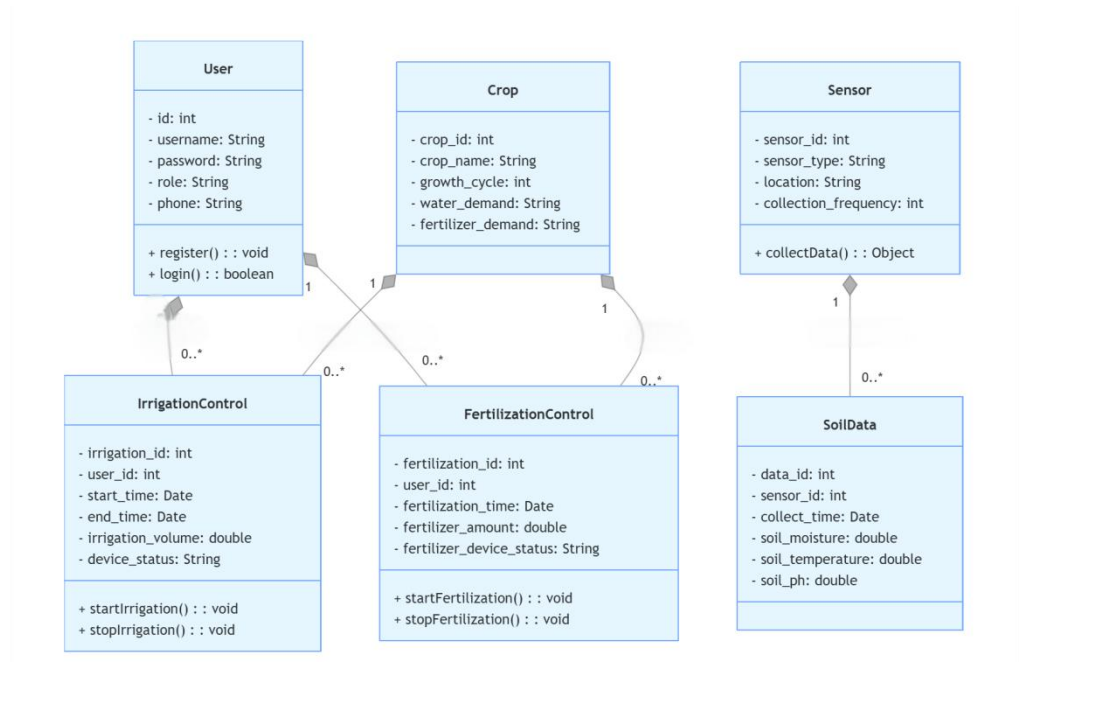 User
- id: int
- username: String
- password: String
- role: String
- phone: String
+ register() : : void
+ login() : : boolean
Crop
- crop_id: int
- crop_name: String
- growth_cycle: int
- water_demand: String
- fertilizer_demand: String
Sensor
- sensor_id: int
- sensor_type: String
- location: String
- collection_frequency: int
+ collectData() : : Object
1
1
1
1
0..*
0..*
0..*
0..*
0..*
IrrigationControl
- irrigation_id: int
- user_id: int
- start_time: Date
- end_time: Date
- irrigation_volume: double
- device_status: String
+ startIrrigation() : : void
+ stopIrrigation() : : void
FertilizationControl
- fertilization_id: int
- user_id: int
- fertilization_time: Date
- fertilizer_amount: double
- fertilizer_device_status: String
+ startFertilization() : : void
+ stopFertilization() : : void
SoilData
- data_id: int
- sensor_id: int
- collect_time: Date
- soil_moisture: double
- soil_temperature: double
- soil_ph: double